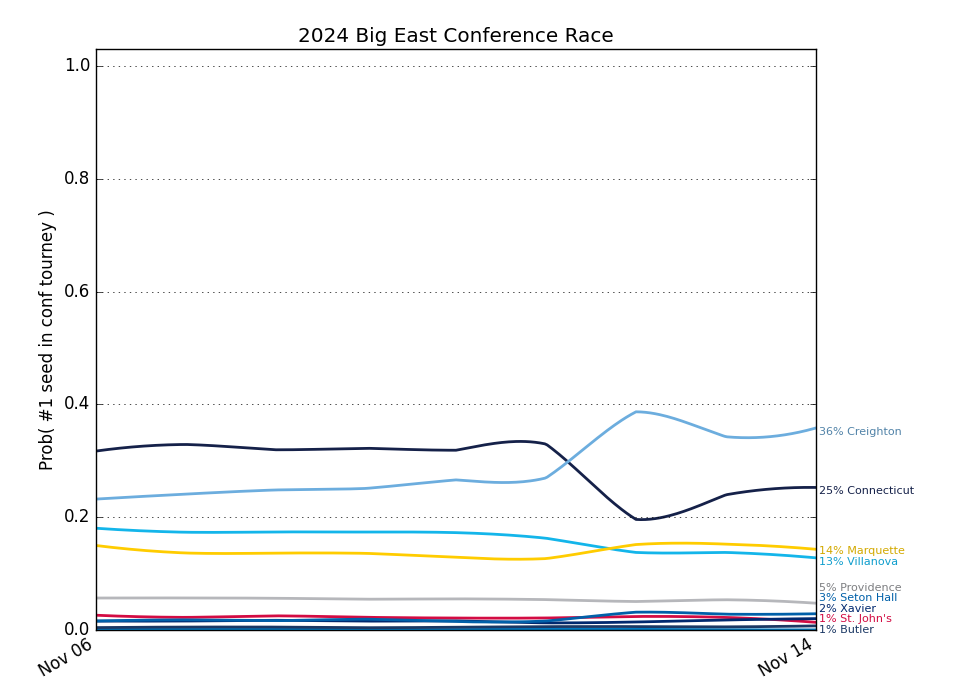 2024 Big East Conference Race
Prob( #1 seed in conf tourney )
1.0
0.8
0.6
0.4
0.2
0.0
36% Creighton
25% Connecticut
14% Marquette
13% Villanova
5% Providence
3% Seton Hall
2% Xavier
1% St. John's
1% Butler
Nov 06
Nov 14